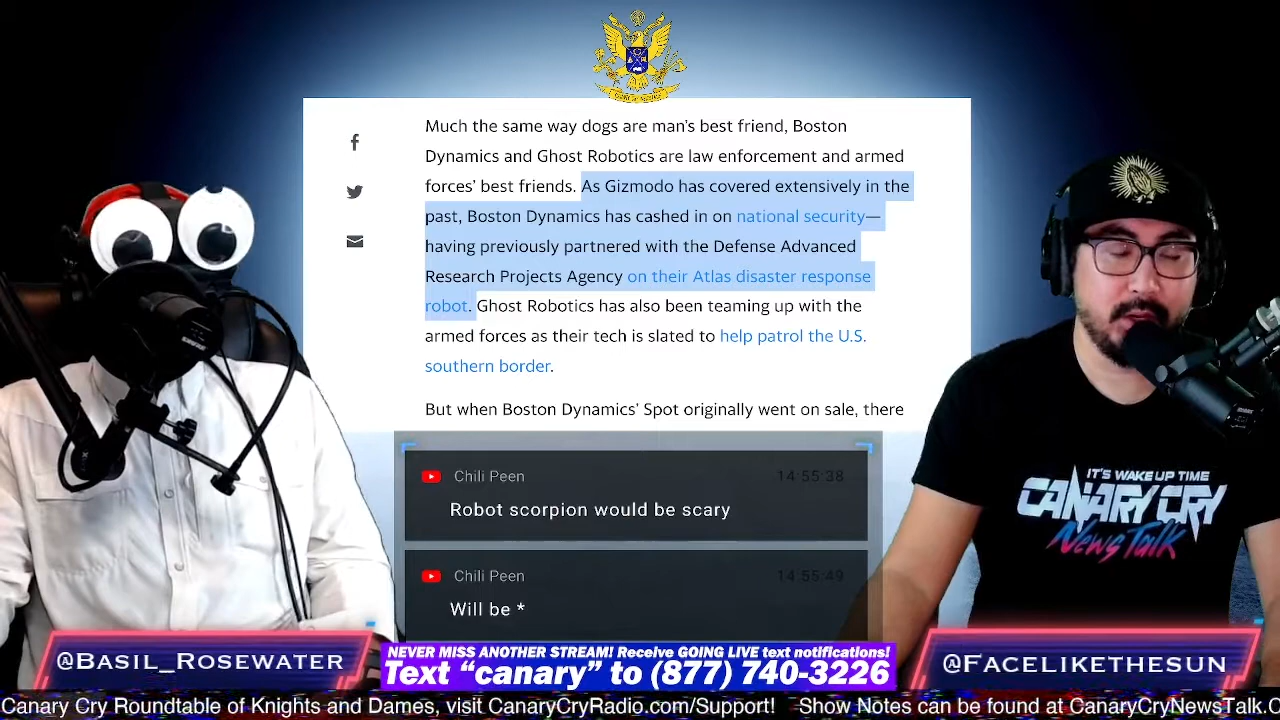 Much the same way dogs are man's best friend, Boston
Dynamics and Ghost Robotics are law enforcement and armed
forces' best friends. As Gizmodo has covered extensively in the
past, Boston Dynamics has cashed in on national security—
having previously partnered with the Defense Advanced
Research Projects Agency on their Atlas disaster response
robot. Ghost Robotics has also been teaming up with the
armed forces as their tech is slated to help patrol the U.S.
southern border.
But when Boston Dynamics' Spot originally went on sale, there
Chili Peen 14:55:38
Robot scorpion would be scary
Chili Peen 14:55:49
Will be *
SHURE
IT'S WAKE UP TIME
CANARY CRY
News Talk
@BASIL_ROSEWATER
NEVER MISS ANOTHER STREAM! Receive GOING LIVE text notifications!
Text "canary" to (877) 740-3226
@FACELIKETHESUN
Canary Cry Roundtable of Knights and Dames, visit CanaryCryRadio.com/Support! Show Notes can be found at CanaryCryNewsTalk.C